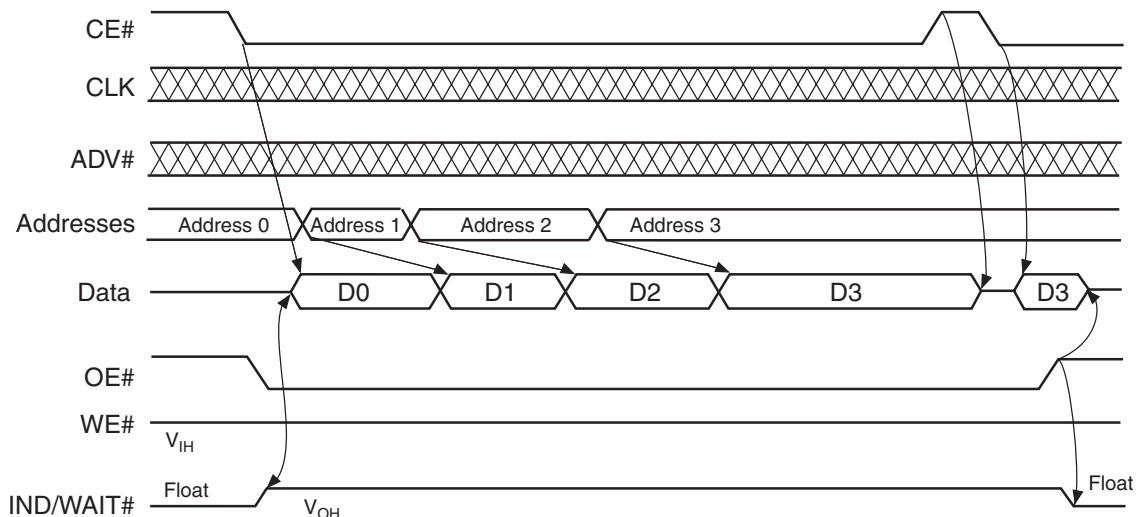 CE#
CLK
ADV#
Addresses
Address 0
Address 1
Address 2
Address 3
Data
D0
D1
D2
D3
D3
OE#
WE#
VIH
Float
Float
IND/WAIT#
VOH